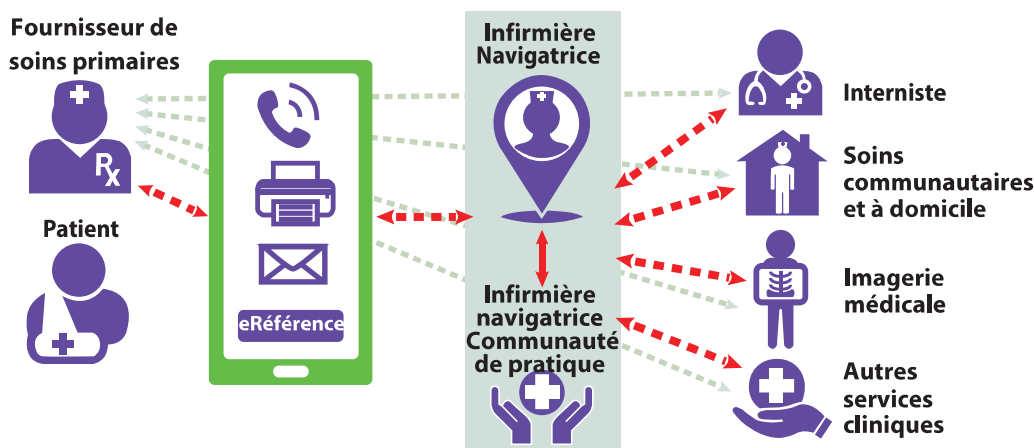 Fournisseur de
soins primaires
Rx
Patient
eRéférence
Infirmière
Navigatrice
Infirmière
navigatrice
Communauté
de pratique
Interniste
Soins
communautaires
et à domicile
Imagerie
médicale
Autres
services
cliniques